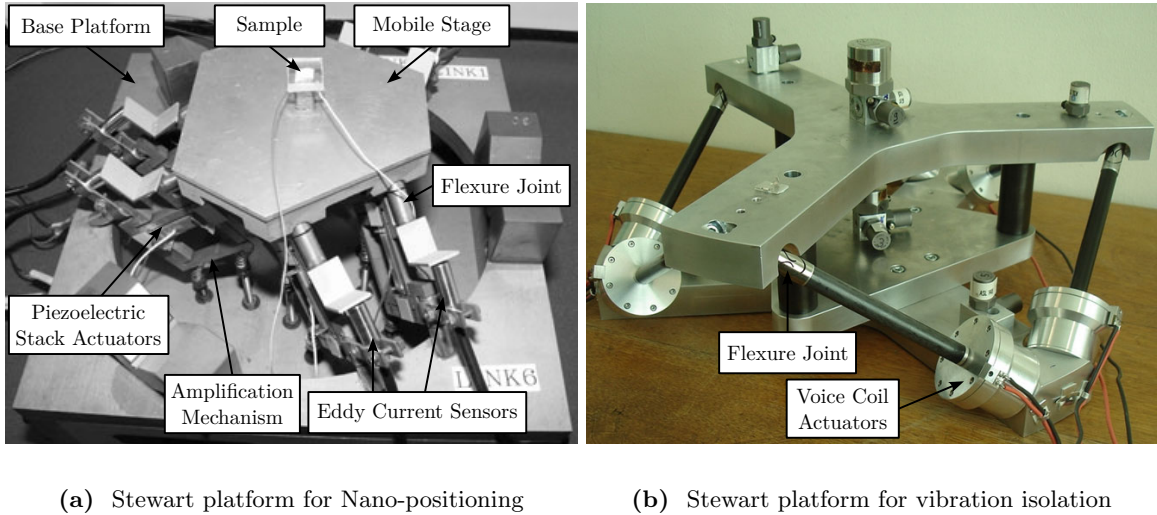 Base Platform
Sample
Mobile Stage
LINK1
Flexure Joint
Piezoelectric
Stack Actuators
Amplification
Mechanism
Eddy Current Sensors
LINK6
Flexure Joint
Voice Coil
Actuators
(a) Stewart platform for Nano-positioning
(b) Stewart platform for vibration isolation